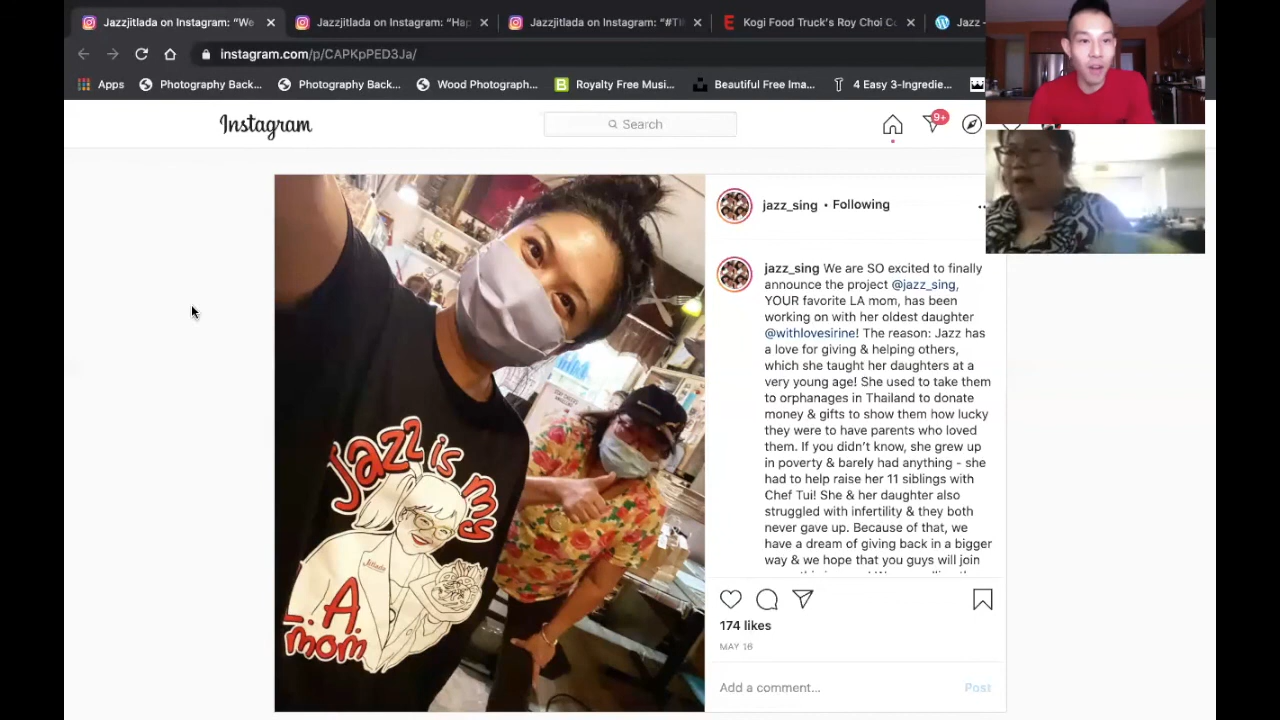 Jazzjitlada on Instagram: “We
Jazzjitlada on Instagram: “Hap
Jazzjitlada on Instagram: “#TH
Kogi Food Truck's Roy Choi Co
Jazz -
instagram.com/p/CAPKpPED3Ja/
Apps
Photography Back...
Photography Back...
Wood Photograph...
Royalty Free Musi...
Beautiful Free Ima...
4 Easy 3-Ingredie...
Instagram
Search
9+
jazz_sing • Following
jazz_sing We are SO excited to finally
announce the project @jazz_sing,
YOUR favorite LA mom, has been
working on with her oldest daughter
@withlovesirine! The reason: Jazz has
a love for giving & helping others,
which she taught her daughters at a
very young age! She used to take them
to orphanages in Thailand to donate
money & gifts to show them how lucky
they were to have parents who loved
them. If you didn’t know, she grew up
in poverty & barely had anything - she
had to help raise her 11 siblings with
Chef Tui! She & her daughter also
struggled with infertility & they both
never gave up. Because of that, we
have a dream of giving back in a bigger
way & we hope that you guys will join
174 likes
MAY 16
Add a comment...
Post
Jazz is my
L.A.
mom